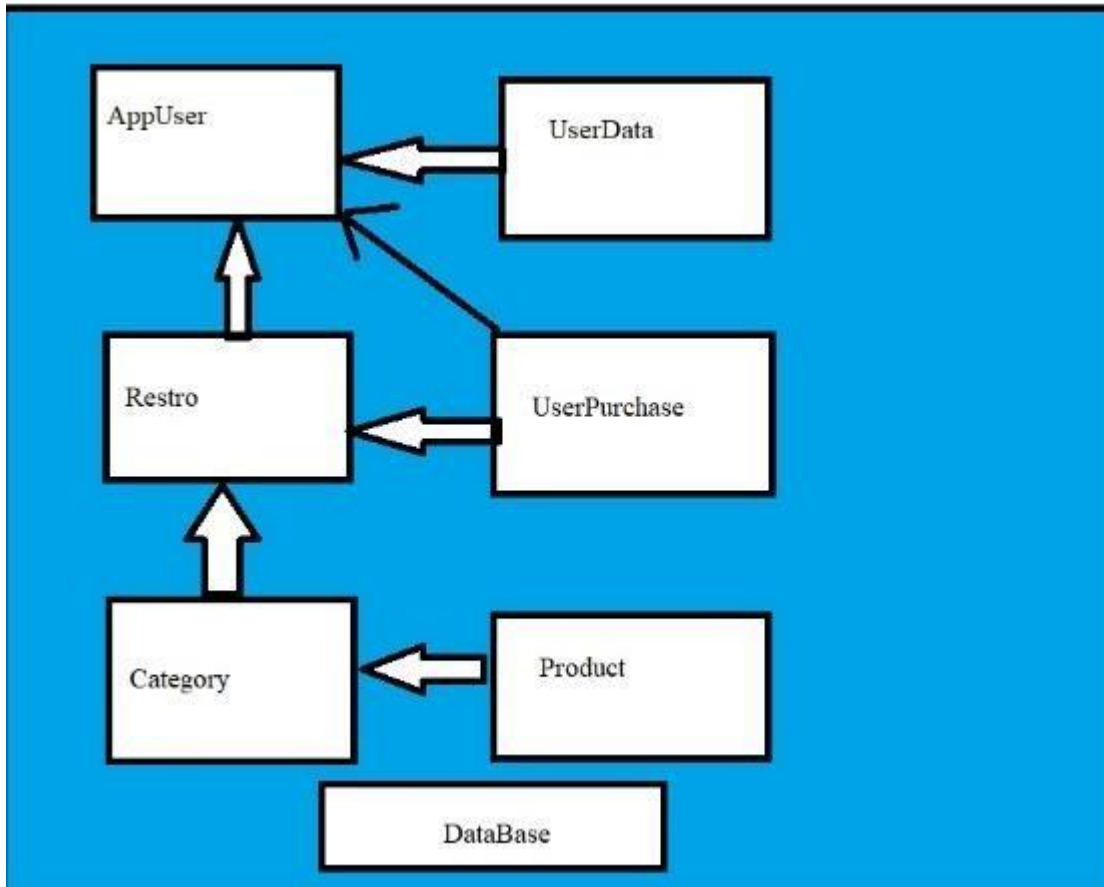 AppUser
UserData
Restro
UserPurchase
Category
Product
DataBase